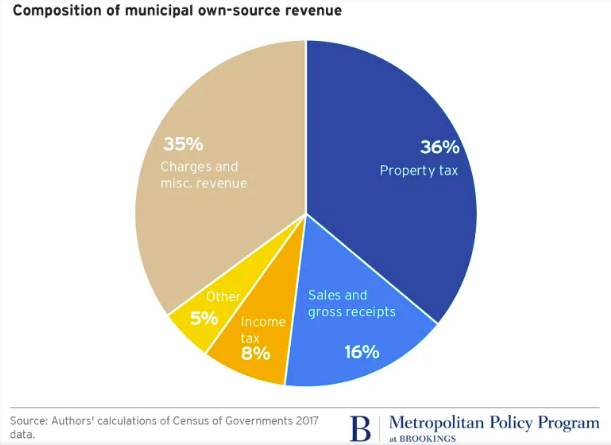 Composition of municipal own-source revenue
35%
Charges and
misc. revenue
36%
Property tax
Other
5%
Income
tax
8%
Sales and
gross receipts
16%
Source: Authors' calculations of Census of Governments 2017
data.
B
Metropolitan Policy Program
at BROOKINGS